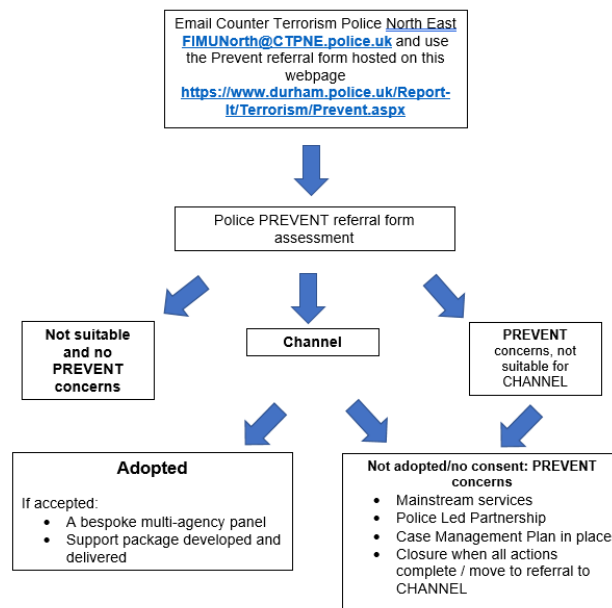 Email Counter Terrorism Police North East
FIMUNorth@CTPNE.police.uk and use
the Prevent referral form hosted on this
webpage
https://www.durham.police.uk/Report-
It/Terrorism/Prevent.aspx
Police PREVENT referral form
assessment
Not suitable
and no
PREVENT
concerns
Channel
PREVENT
concerns, not
suitable for
CHANNEL
Adopted
If accepted:
• A bespoke multi-agency panel
• Support package developed and
delivered
Not adopted/no consent: PREVENT
concerns
• Mainstream services
• Police Led Partnership
• Case Management Plan in place
• Closure when all actions
complete / move to referral to
CHANNEL